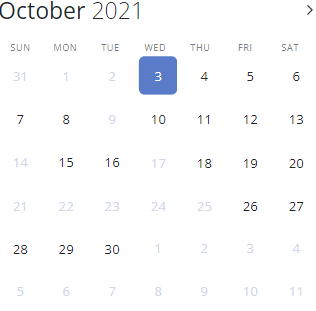 October 2021
SUN MON TUE WED THU FRI SAT
31 1 2 3 4 5 6
7 8 9 10 11 12 13
14 15 16 17 18 19 20
21 22 23 24 25 26 27
28 29 30 1 2 3 4
5 6 7 8 9 10 11